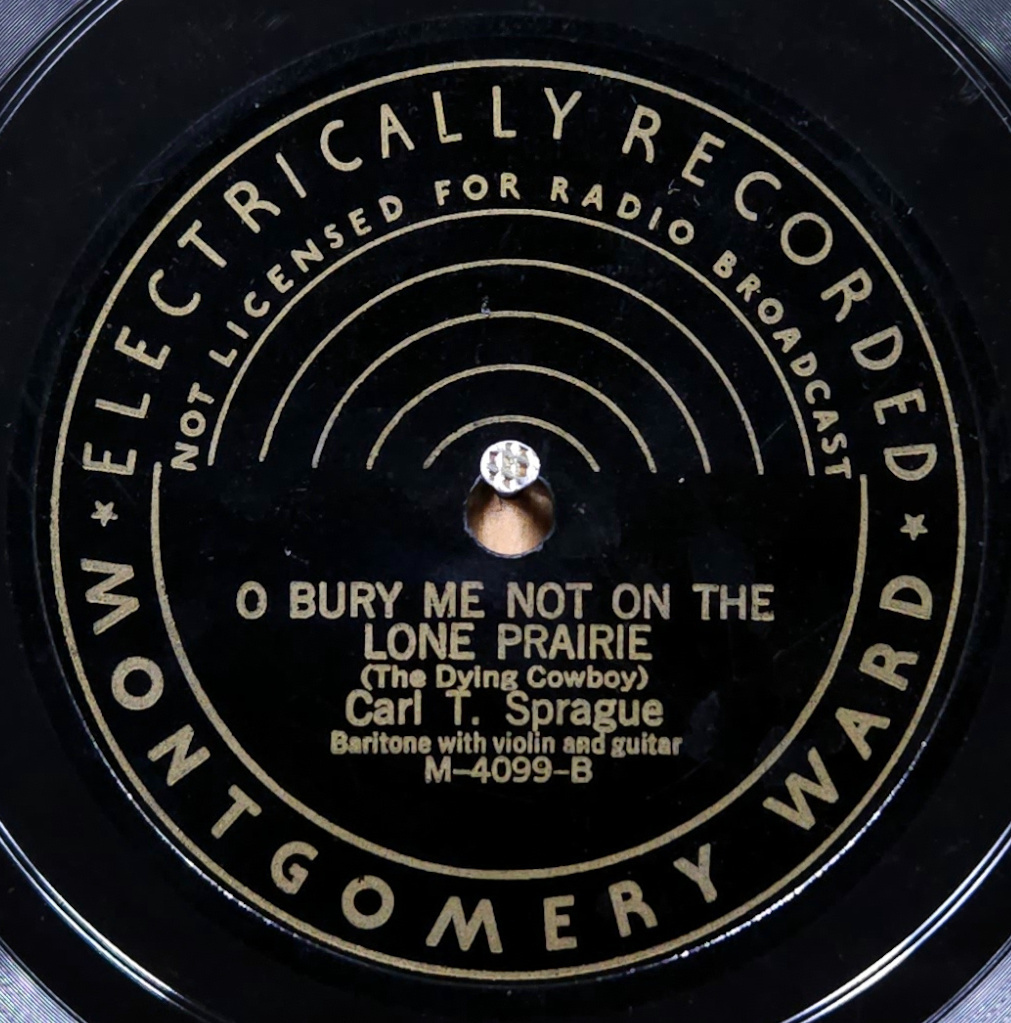 ELECTRICALLY RECORDED
NOT LICENSED FOR RADIO BROADCAST
O BURY ME NOT ON THE
LONE PRAIRIE
(The Dying Cowboy)
Carl T. Sprague
Baritone with violin and guitar
M-4099-B
★ MONTGOMERY WARD ★